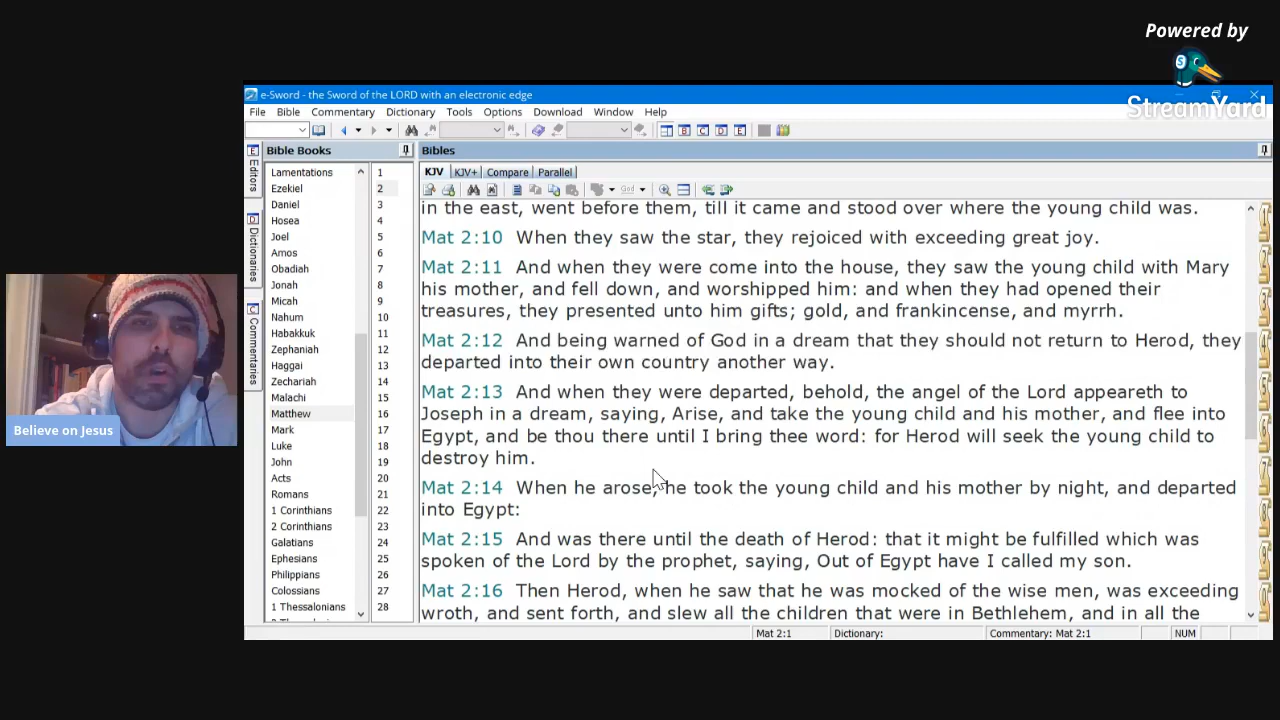 Powered by
StreamYard
e-Sword - the Sword of the LORD with an electronic edge
File Bible Commentary Dictionary Tools Options Download Window Help
Bible Books
Bibles
Editors
Dictionaries
Commentaries
KJV KJV+ Compare Parallel
Lamentations 1
Ezekiel 2
Daniel 3
Hosea 4
Joel 5
Amos 6
Obadiah 7
Jonah 8
Micah 9
Nahum 10
Habakkuk 11
Zephaniah 12
Haggai 13
Zechariah 14
Malachi 15
Matthew 16
Mark 17
Luke 18
John 19
Acts 20
Romans 21
1 Corinthians 22
2 Corinthians 23
Galatians 24
Ephesians 25
Philippians 26
Colossians 27
1 Thessalonians 28
in the east, went before them, till it came and stood over where the young child was.
Mat 2:10 When they saw the star, they rejoiced with exceeding great joy.
Mat 2:11 And when they were come into the house, they saw the young child with Mary
his mother, and fell down, and worshipped him: and when they had opened their
treasures, they presented unto him gifts; gold, and frankincense, and myrrh.
Mat 2:12 And being warned of God in a dream that they should not return to Herod, they
departed into their own country another way.
Mat 2:13 And when they were departed, behold, the angel of the Lord appeareth to
Joseph in a dream, saying, Arise, and take the young child and his mother, and flee into
Egypt, and be thou there until I bring thee word: for Herod will seek the young child to
destroy him.
Mat 2:14 When he arose, he took the young child and his mother by night, and departed
into Egypt:
Mat 2:15 And was there until the death of Herod: that it might be fulfilled which was
spoken of the Lord by the prophet, saying, Out of Egypt have I called my son.
Mat 2:16 Then Herod, when he saw that he was mocked of the wise men, was exceeding
wroth, and sent forth, and slew all the children that were in Bethlehem, and in all the
Believe on Jesus
Mat 2:1 Dictionary: Commentary: Mat 2:1 NUM